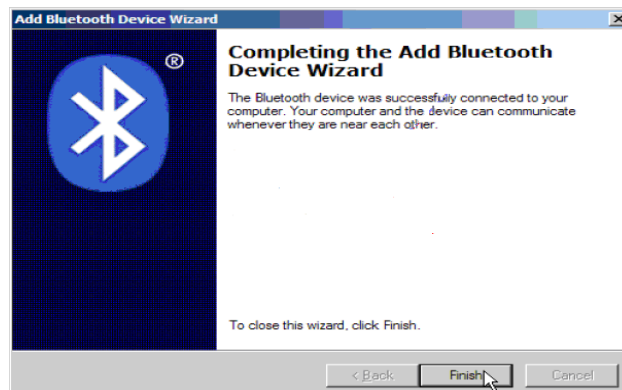 Add Bluetooth Device Wizard
®
Completing the Add Bluetooth
Device Wizard
The Bluetooth device was successfully connected to your
computer. Your computer and the device can communicate
whenever they are near each other.
To close this wizard, click Finish.
< Back Finish Cancel